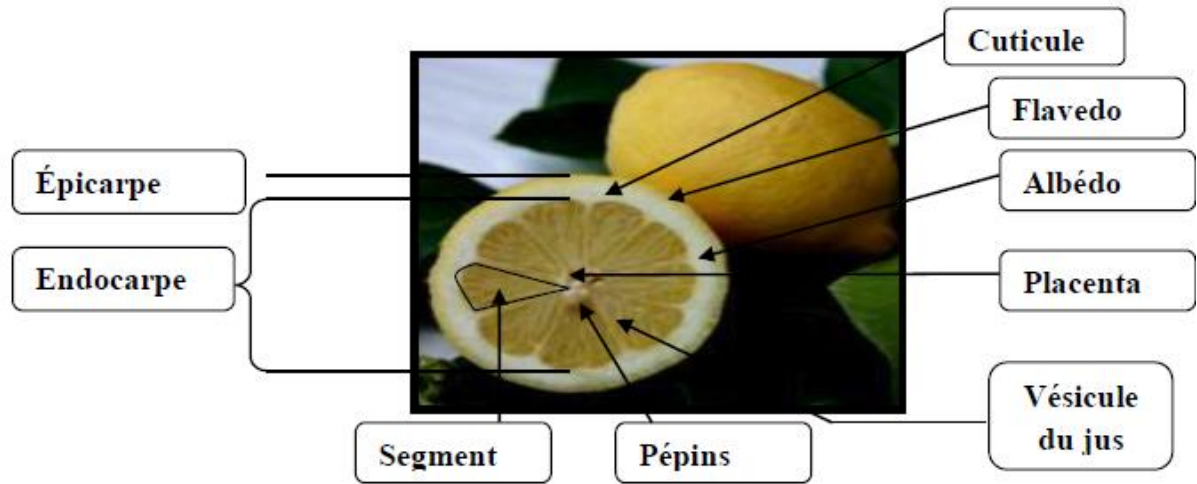 Cuticule
Flavedo
Épicarpe
Albédo
Endocarpe
Placenta
Vésicule
du jus
Segment
Pépins